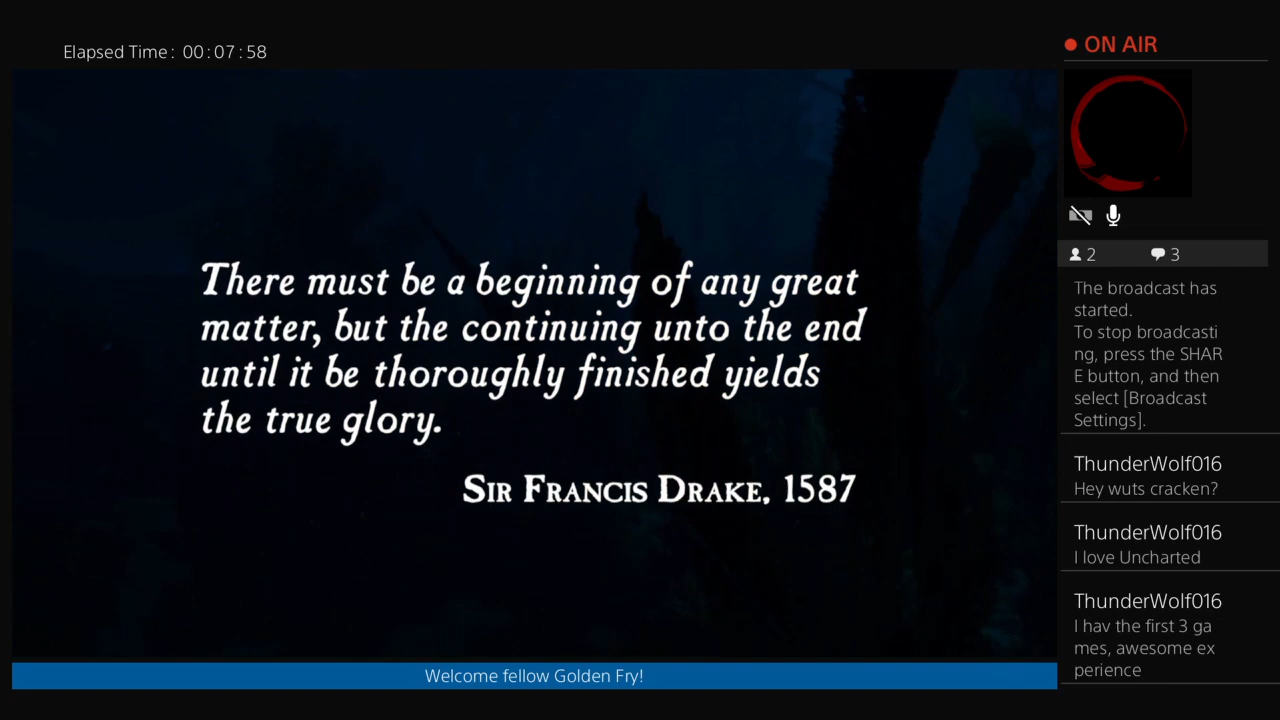 Elapsed Time: 00:07:58
ON AIR
There must be a beginning of any great
matter, but the continuing unto the end
until it be thoroughly finished yields
the true glory.
SIR FRANCIS DRAKE, 1587
2 3
The broadcast has
started.
To stop broadcasti
ng, press the SHAR
E button, and then
select [Broadcast
Settings].
ThunderWolf016
Hey wuts cracken?
ThunderWolf016
I love Uncharted
ThunderWolf016
I hav the first 3 ga
mes, awesome ex
perience
Welcome fellow Golden Fry!